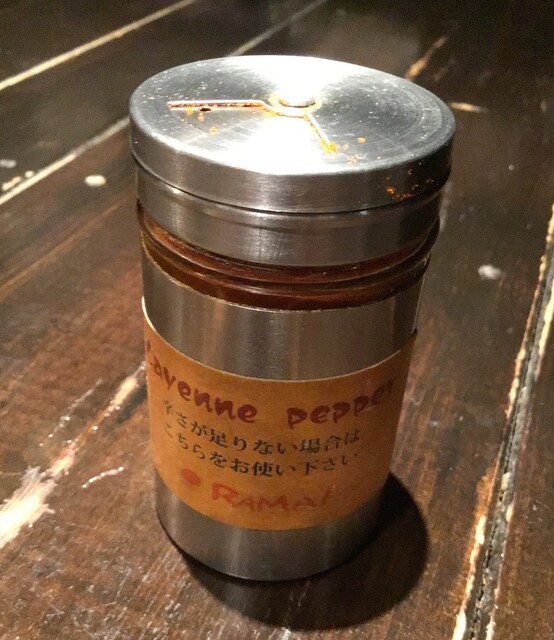 Cayenne pepper
辛さが足りない場合は
こちらをお使い下さい
RAMAI